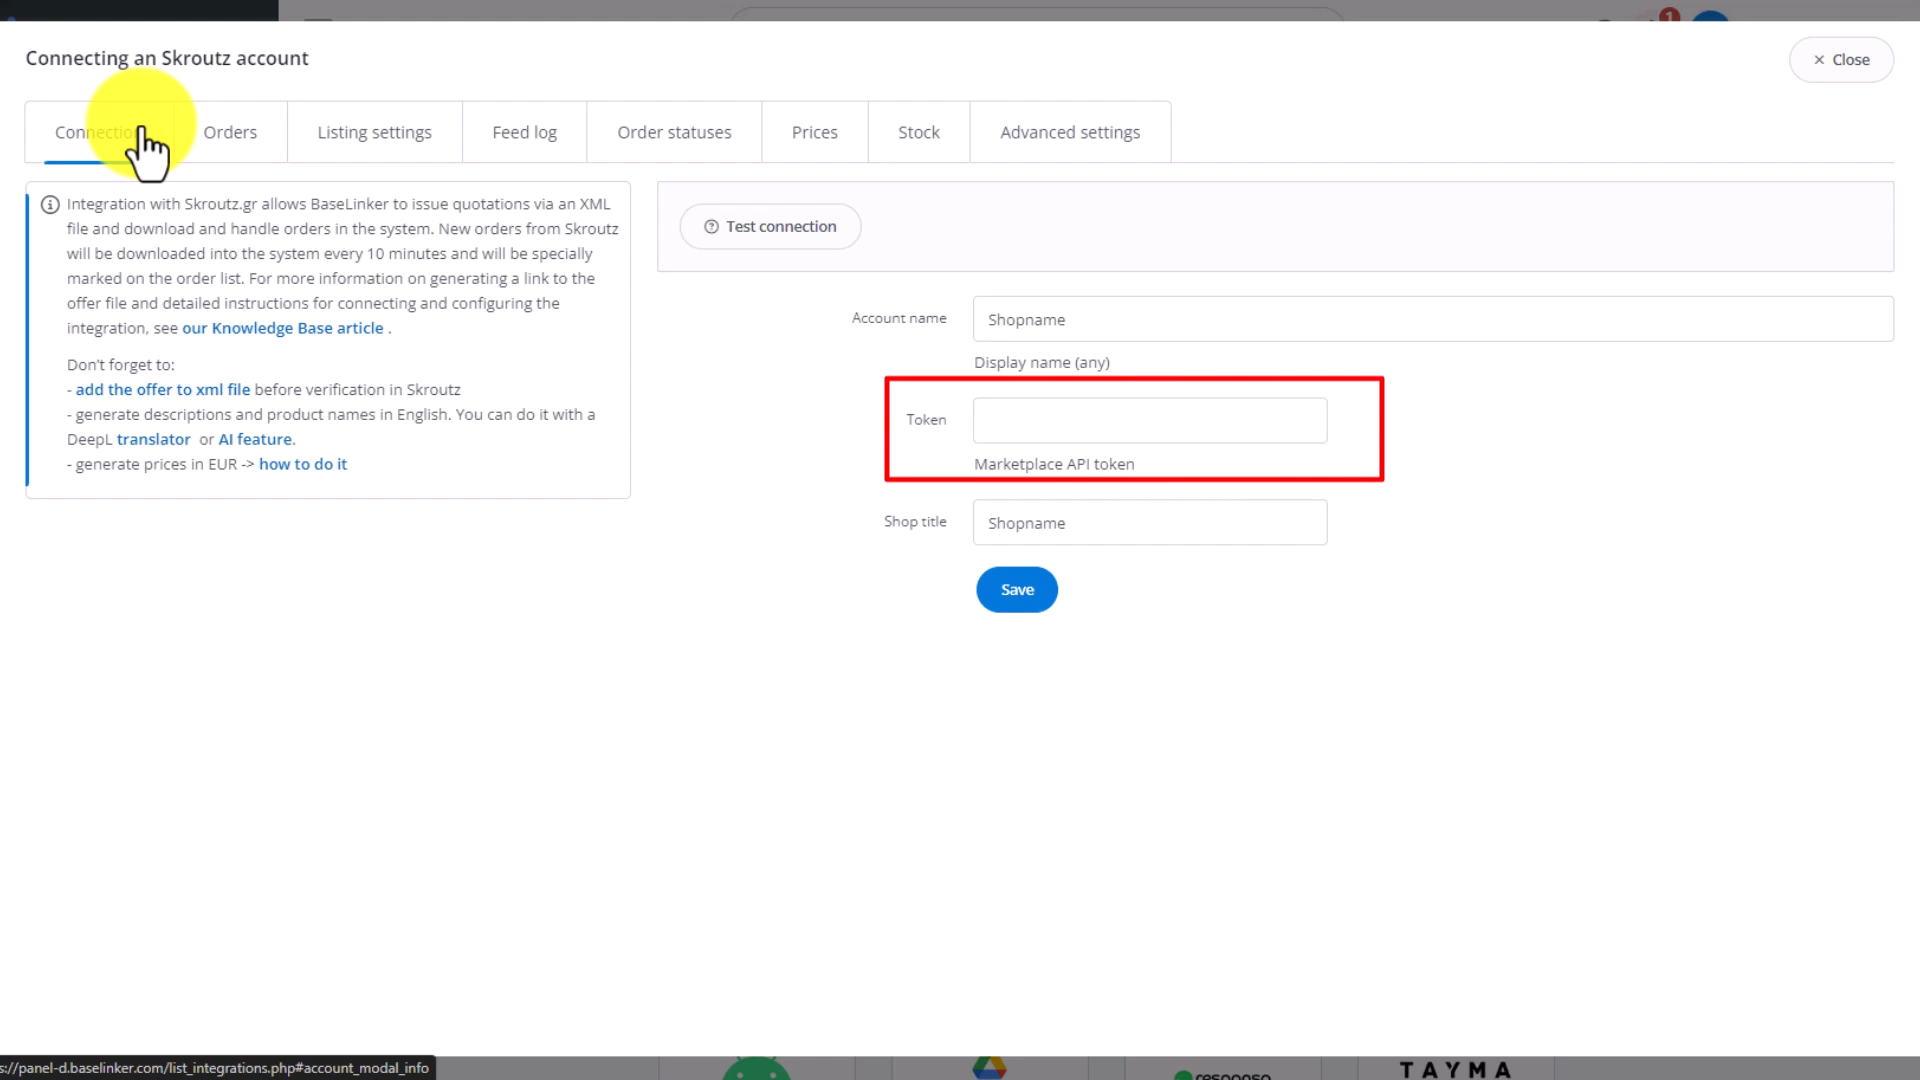 1
Connecting an Skroutz account
× Close
Connection
Orders
Listing settings
Feed log
Order statuses
Prices
Stock
Advanced settings
Integration with Skroutz.gr allows BaseLinker to issue quotations via an XML
file and download and handle orders in the system. New orders from Skroutz
will be downloaded into the system every 10 minutes and will be specially
marked on the order list. For more information on generating a link to the
offer file and detailed instructions for connecting and configuring the
integration, see our Knowledge Base article .
Don't forget to:
- add the offer to xml file before verification in Skroutz
- generate descriptions and product names in English. You can do it with a
DeepL translator or AI feature.
- generate prices in EUR -> how to do it
Test connection
Account name
Shopname
Display name (any)
Token
Marketplace API token
Shop title
Shopname
Save
s://panel-d.baselinker.com/list_integrations.php#account_modal_info
responso
TAYMA